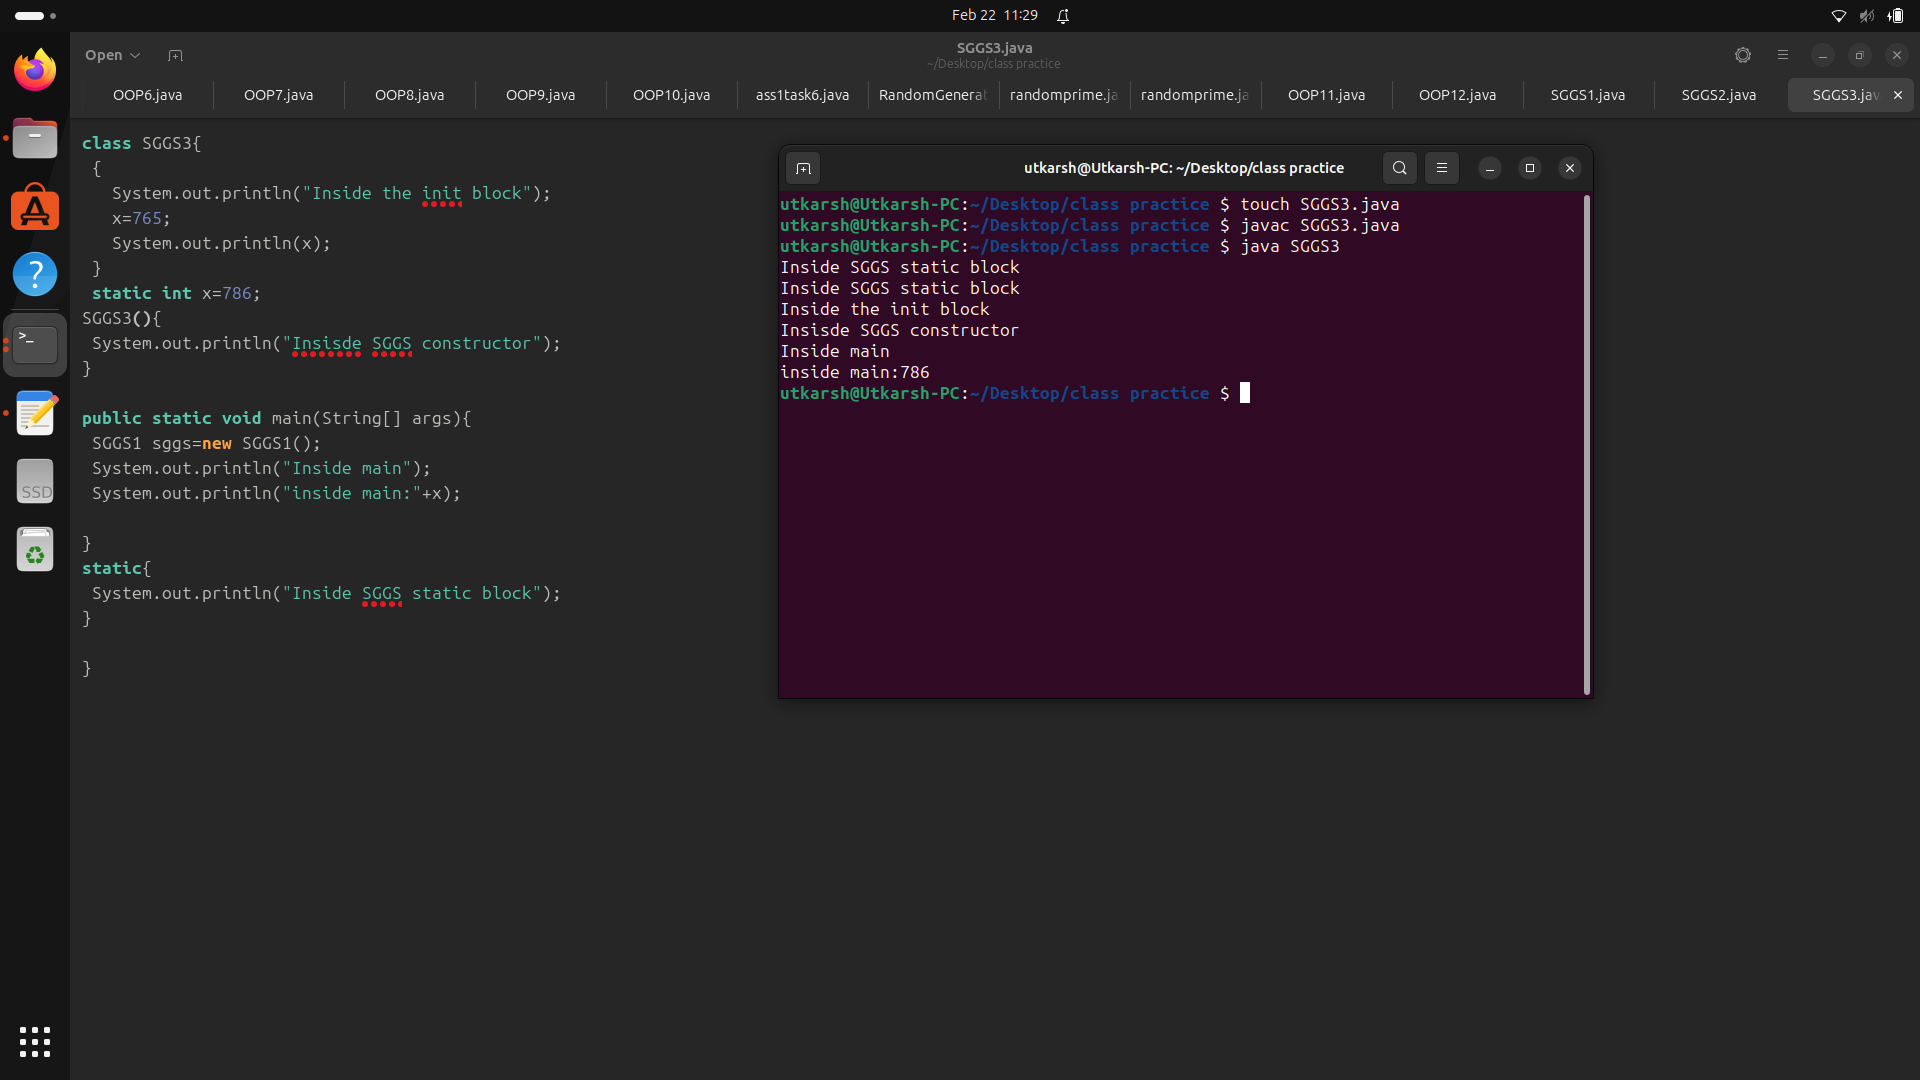 Feb 22 11:29
Open
SGGS3.java
~/Desktop/class practice
OOP6.java
OOP7.java
OOP8.java
OOP9.java
OOP10.java
ass1task6.java
RandomGenerat
randomprime.ja
randomprime.ja
OOP11.java
OOP12.java
SGGS1.java
SGGS2.java
SGGS3.jav
class SGGS3{
{
System.out.println("Inside the init block");
x=765;
System.out.println(x);
}
static int x=786;
SGGS3(){
System.out.println("Insisde SGGS constructor");
}
public static void main(String[] args){
SGGS1 sggs=new SGGS1();
System.out.println("Inside main");
System.out.println("inside main:"+x);
}
static{
System.out.println("Inside SGGS static block");
}
}
utkarsh@Utkarsh-PC: ~/Desktop/class practice
utkarsh@Utkarsh-PC:~/Desktop/class practice $ touch SGGS3.java
utkarsh@Utkarsh-PC:~/Desktop/class practice $ javac SGGS3.java
utkarsh@Utkarsh-PC:~/Desktop/class practice $ java SGGS3
Inside SGGS static block
Inside SGGS static block
Inside the init block
Insisde SGGS constructor
Inside main
inside main:786
utkarsh@Utkarsh-PC:~/Desktop/class practice $
>_
SSD